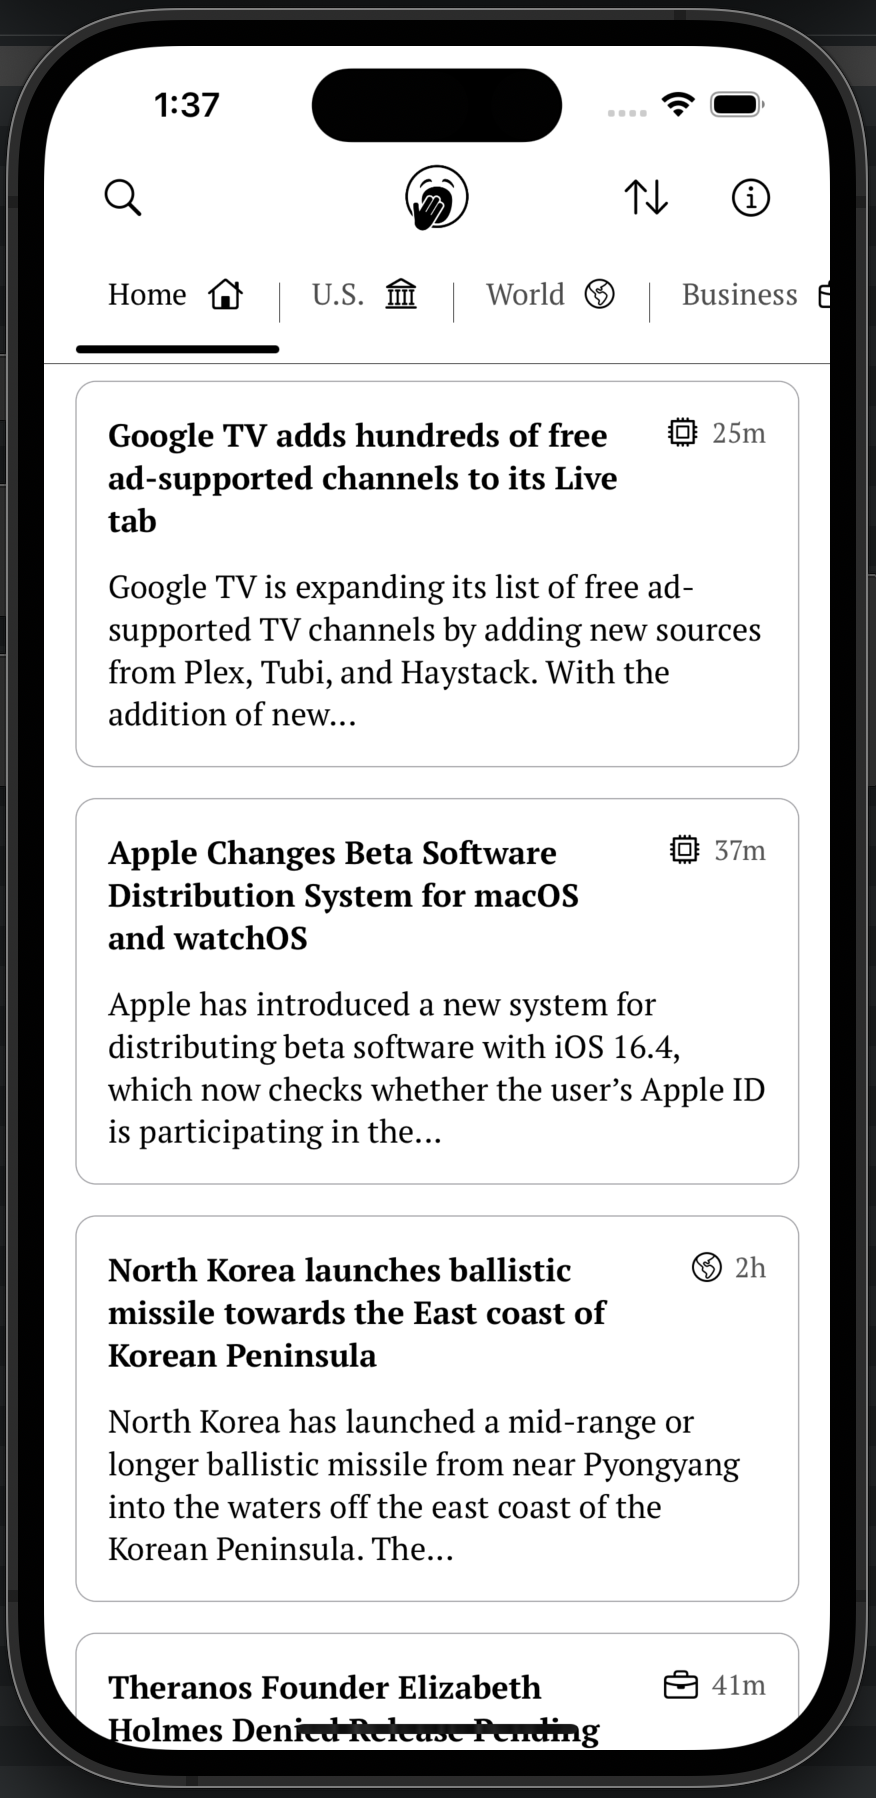 1:37
Home
U.S.
World
Business
Google TV adds hundreds of free
25m
ad-supported channels to its Live
tab
Google TV is expanding its list of free ad-
supported TV channels by adding new sources
from Plex, Tubi, and Haystack. With the
addition of new...
Apple Changes Beta Software
37m
Distribution System for macOS
and watchOS
Apple has introduced a new system for
distributing beta software with iOS 16.4,
which now checks whether the user’s Apple ID
is participating in the...
North Korea launches ballistic
2h
missile towards the East coast of
Korean Peninsula
North Korea has launched a mid-range or
longer ballistic missile from near Pyongyang
into the waters off the east coast of the
Korean Peninsula. The...
Theranos Founder Elizabeth
41m
Holmes Denied Release Pending